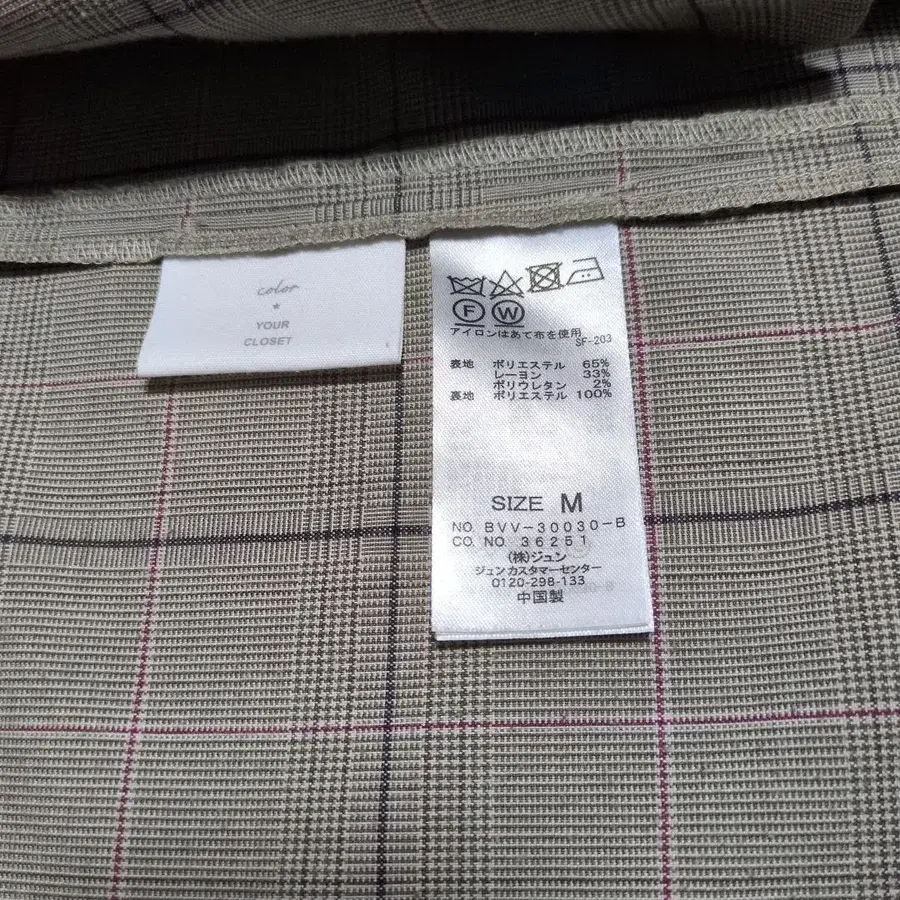 color
YOUR
CLOSET
F W
アイロンはあて布を使用
SF-203
表地 ポリエステル 65%
レーヨン 33%
ポリウレタン 2%
裏地 ポリエステル 100%
SIZE M
NO. BVV-30030-B
CO. NO. 36251
(株)ジュン
ジュンカスタマーセンター
0120-298-133
中国製